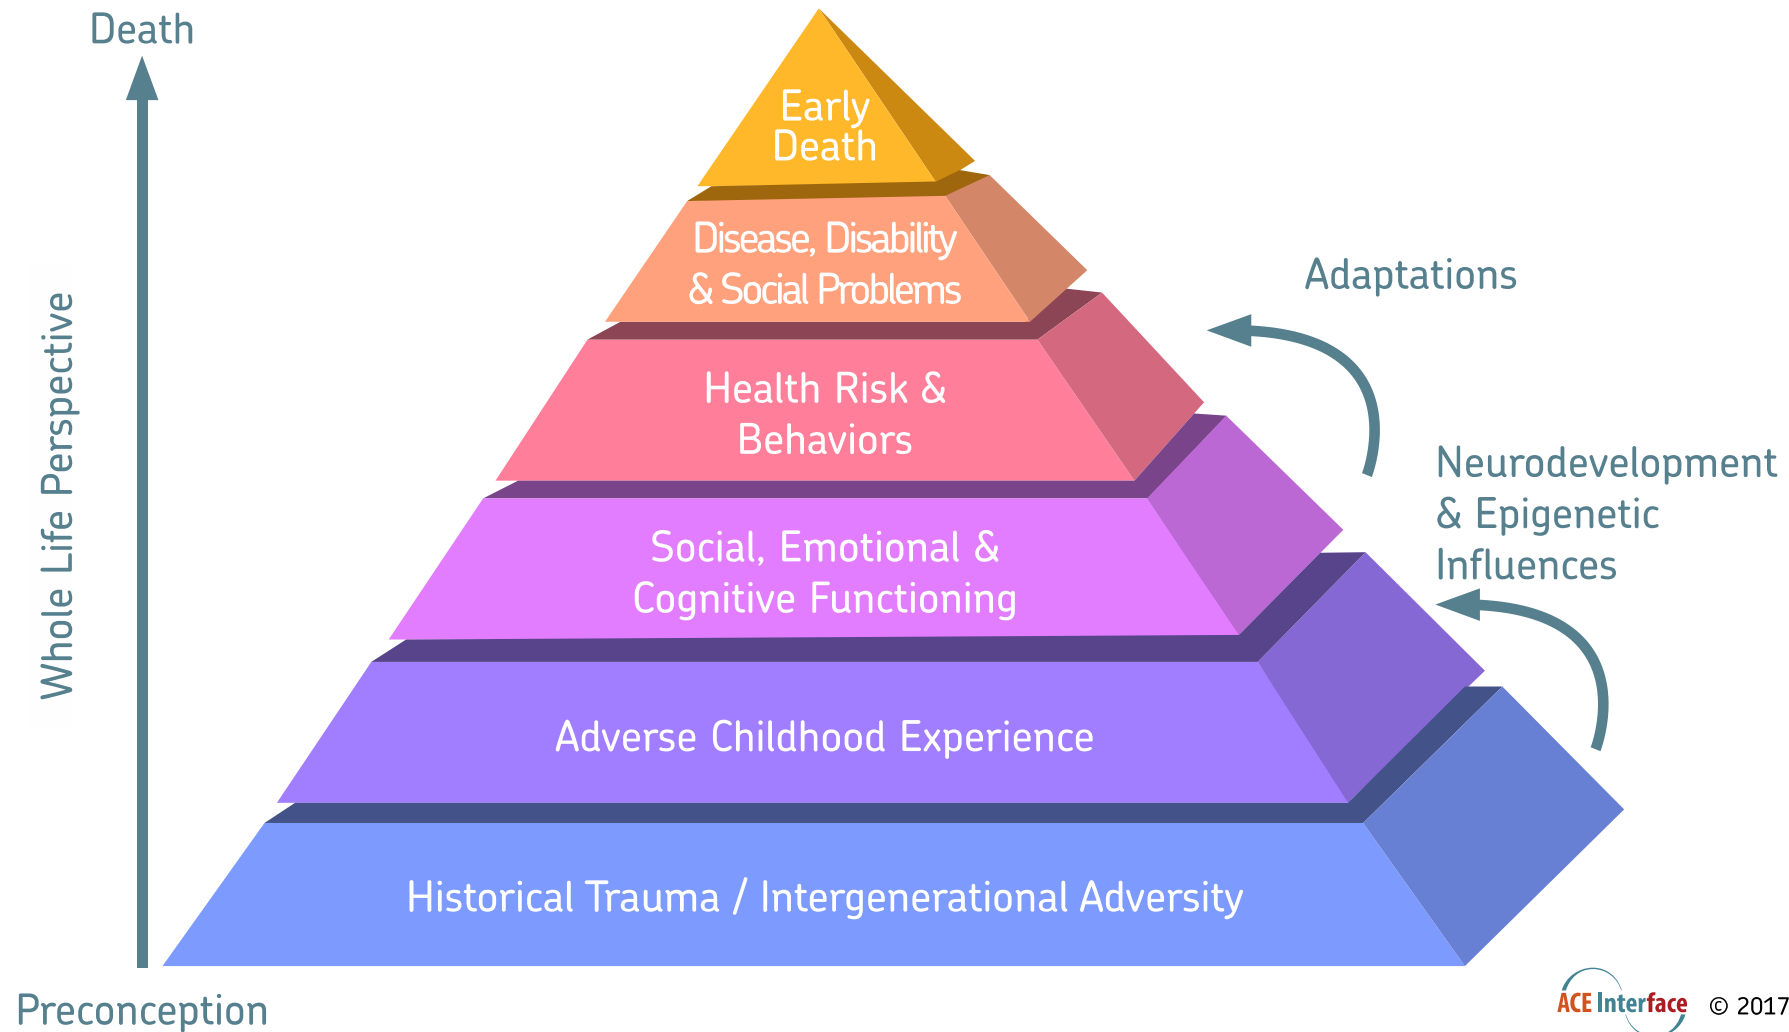 Death
Early
Death
Disease, Disability
& Social Problems
Adaptations
Health Risk &
Behaviors
Whole Life Perspective
Neurodevelopment
& Epigenetic
Influences
Social, Emotional &
Cognitive Functioning
Adverse Childhood Experience
Historical Trauma / Intergenerational Adversity
Preconception
ACE Interface © 2017